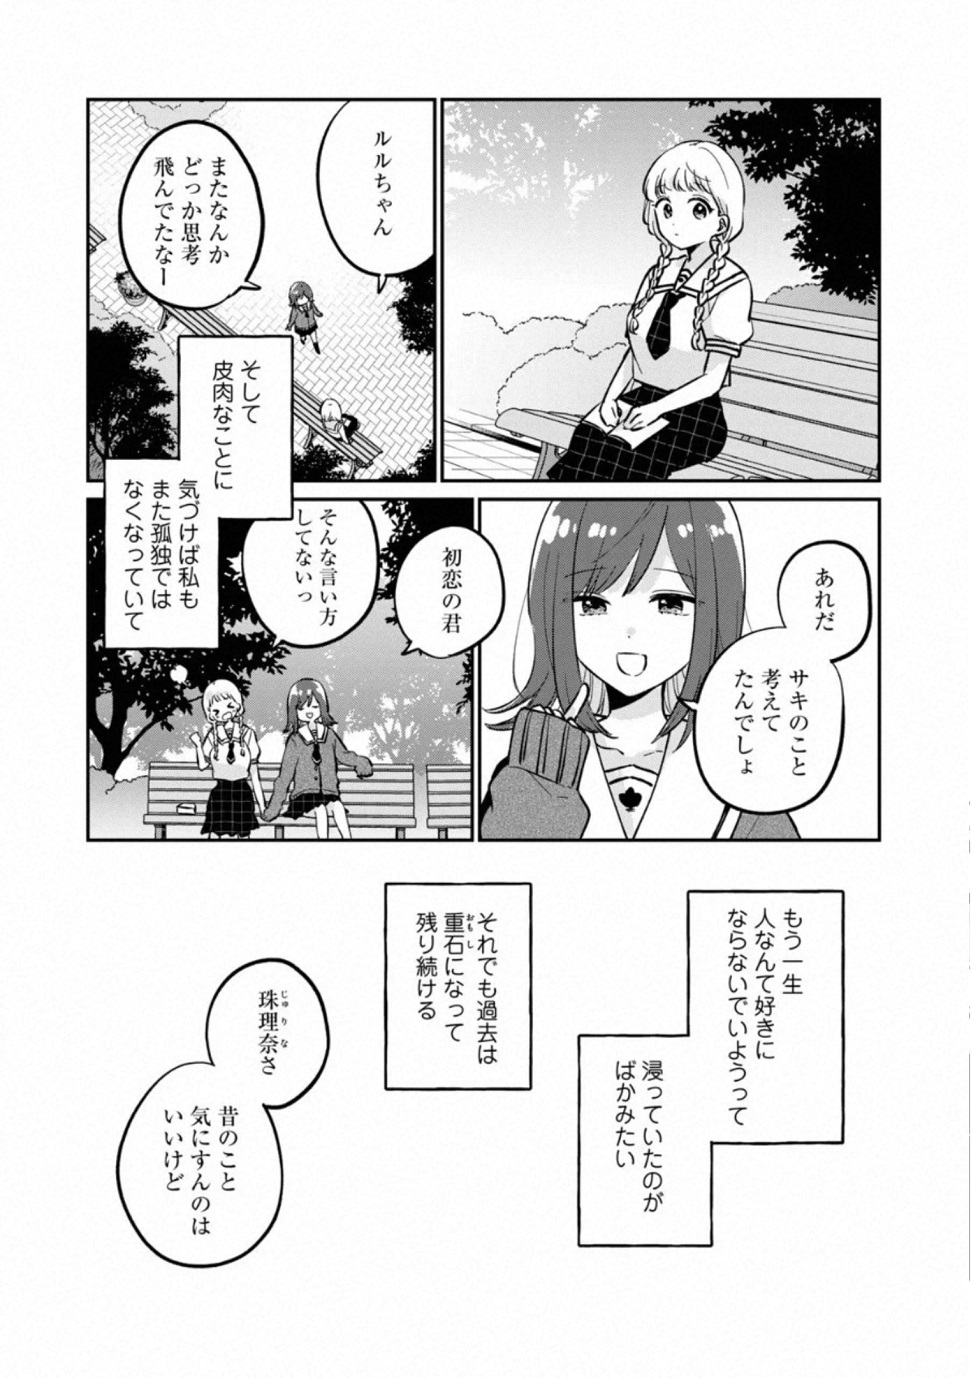 ルルちゃん
またなんか
どっか思考
飛んでたなー
そして
皮肉なことに
気づけば私も
また孤独では
なくなっていて
あれだ
サキのこと
考えて
たんでしょ
初恋の君
そんな言い方
してないっ
もう一生
人なんて好きに
ならないでいようって
浸っていたのが
ばかみたい
それでも過去は
重石になって
おもし
残り続ける
珠理奈さ
じゅりな
昔のこと
気にすんのは
いいけど